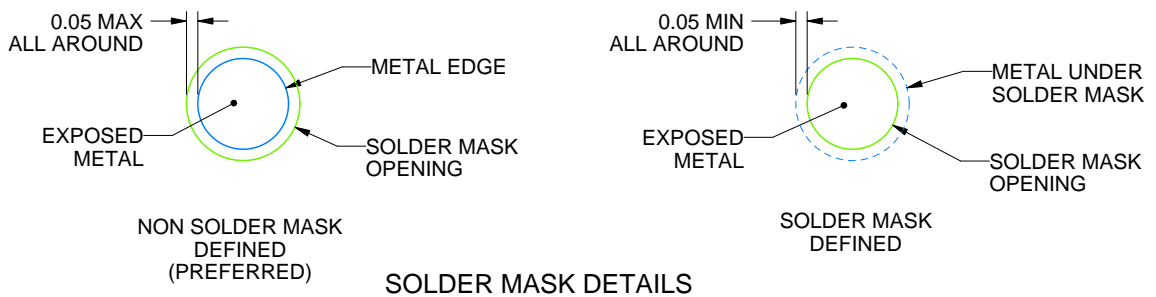 0.05 MAX
ALL AROUND
METAL EDGE
EXPOSED
METAL
SOLDER MASK
OPENING
NON SOLDER MASK
DEFINED
(PREFERRED)
0.05 MIN
ALL AROUND
METAL UNDER
SOLDER MASK
EXPOSED
METAL
SOLDER MASK
OPENING
SOLDER MASK
DEFINED
SOLDER MASK DETAILS